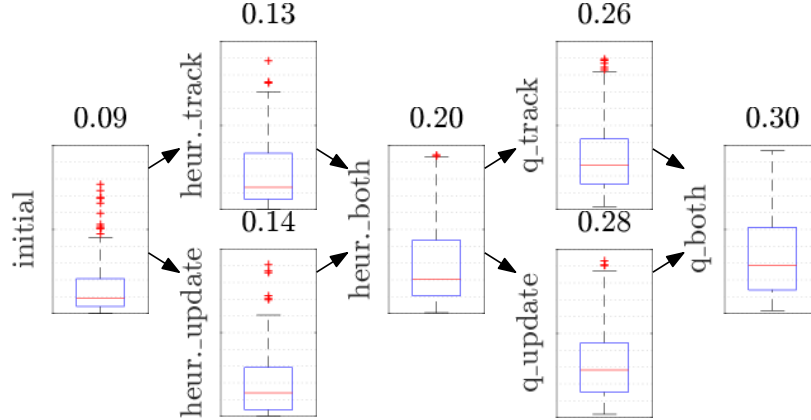 0.09
initial
0.13
heur._track
0.14
heur._update
0.20
heur._both
0.26
q_track
0.28
q_update
0.30
q_both